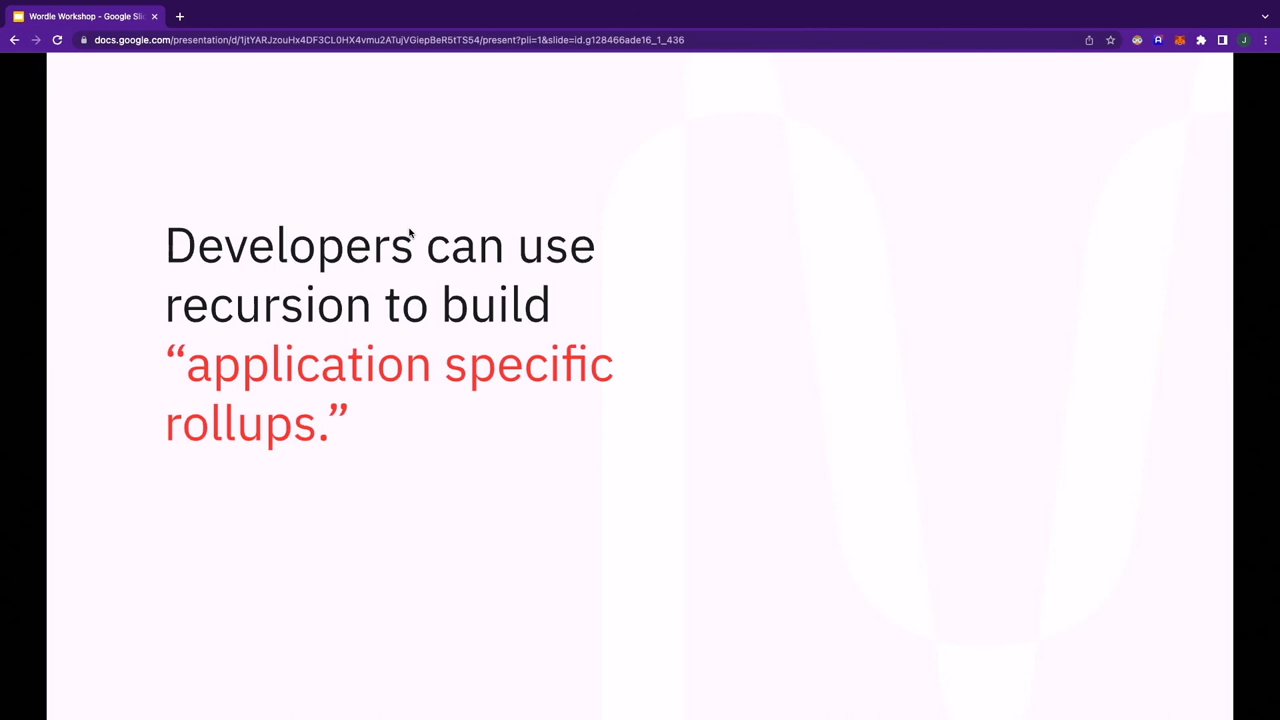 Wordle Workshop - Google Sli
docs.google.com/presentation/d/1jtYARJzouHx4DF3CL0HX4vmu2ATujVGiepBeR5tTS54/present?pli=1&slide=id.g128466ade16_1_436
J
Developers can use
recursion to build
“application specific
rollups.”